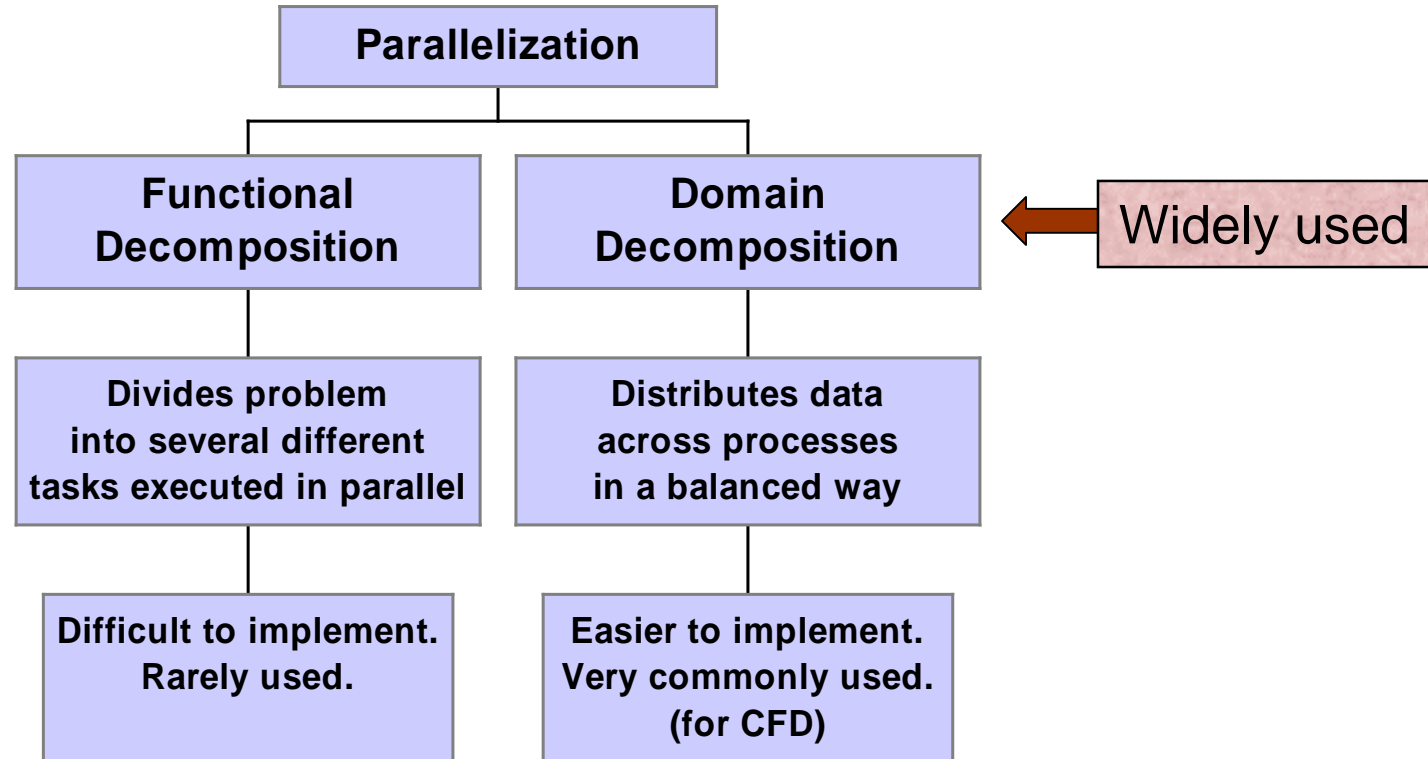 Parallelization
Functional
Decomposition
Domain
Decomposition
Widely used
Divides problem
into several different
tasks executed in parallel
Distributes data
across processes
in a balanced way
Difficult to implement.
Rarely used.
Easier to implement.
Very commonly used.
(for CFD)